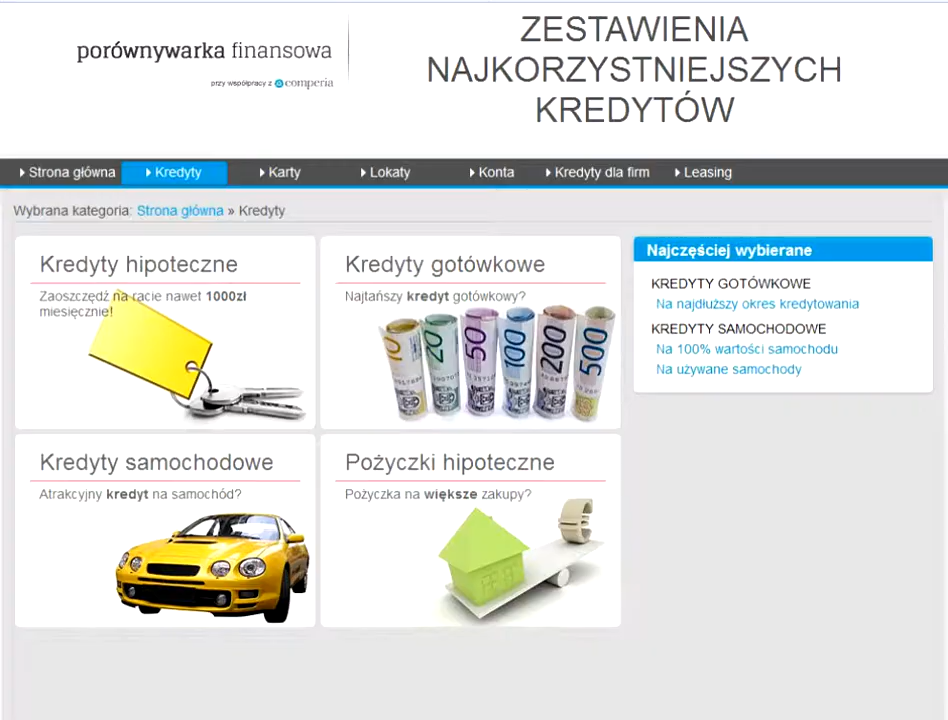 porównywarka finansowa
przy współpracy z comperia
ZESTAWIENIA
NAJKORZYSTNIEJSZYCH
KREDYTÓW
Strona główna
Kredyty
Karty
Lokaty
Konta
Kredyty dla firm
Leasing
Wybrana kategoria: Strona główna » Kredyty
Kredyty hipoteczne
Zaoszczędź na racie nawet 1000zł
miesięcznie!
Kredyty gotówkowe
Najtańszy kredyt gotówkowy?
10
20
50
100
200
500
Kredyty samochodowe
Atrakcyjny kredyt na samochód?
Pożyczki hipoteczne
Pożyczka na większe zakupy?
Najczęściej wybierane
KREDYTY GOTÓWKOWE
Na najdłuższy okres kredytowania
KREDYTY SAMOCHODOWE
Na 100% wartości samochodu
Na używane samochody